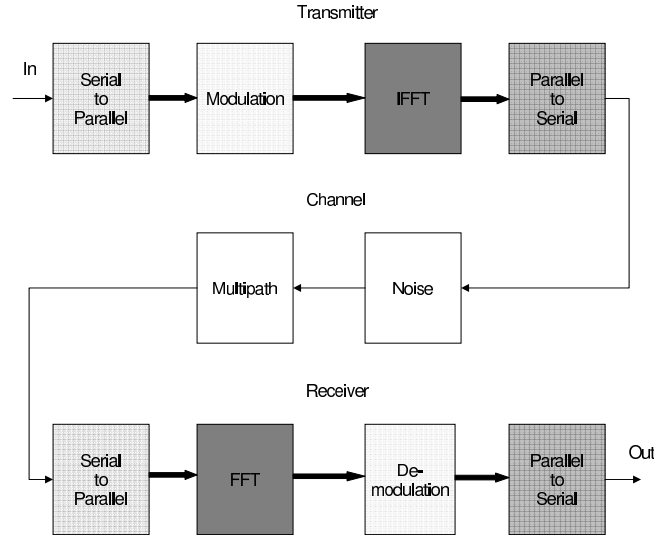 Transmitter
In
Serial
to
Parallel
Modulation
IFFT
Parallel
to
Serial
Channel
Multipath
Noise
Receiver
Serial
to
Parallel
FFT
De-
modulation
Parallel
to
Serial
Out